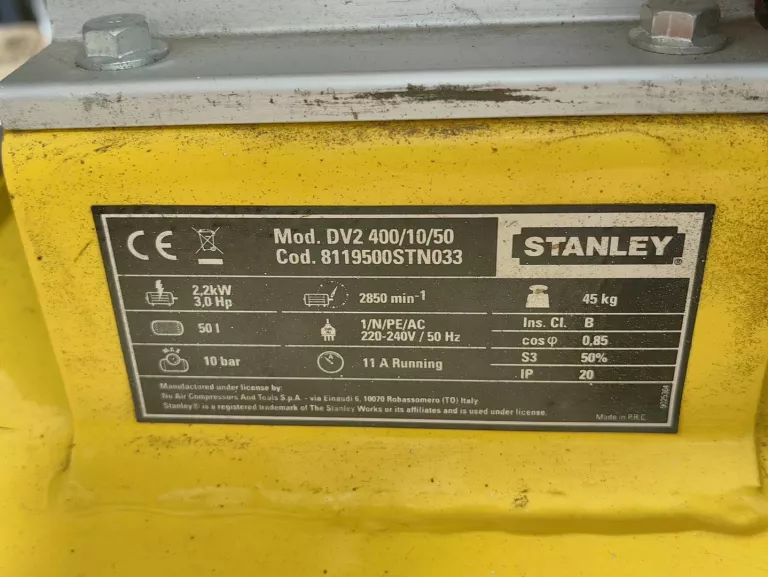 CE
Mod. DV2 400/10/50
Cod. 8119500STN033
STANLEY
2,2kW
3,0 Hp
2850 min-1
45 kg
50 l
1/N/PE/AC
220-240V / 50 Hz
Ins. Cl. B
cosφ 0,85
S3 50%
IP 20
MAX
10 bar
11 A Running
Manufactured under license by:
Nu Air Compressors And Tools S.p.A. - via Einaudi 6, 10070 Robassomero (TO) Italy
Stanley® is a registered trademark of The Stanley Works or its affiliates and is used under license.
Made in P.R.C.